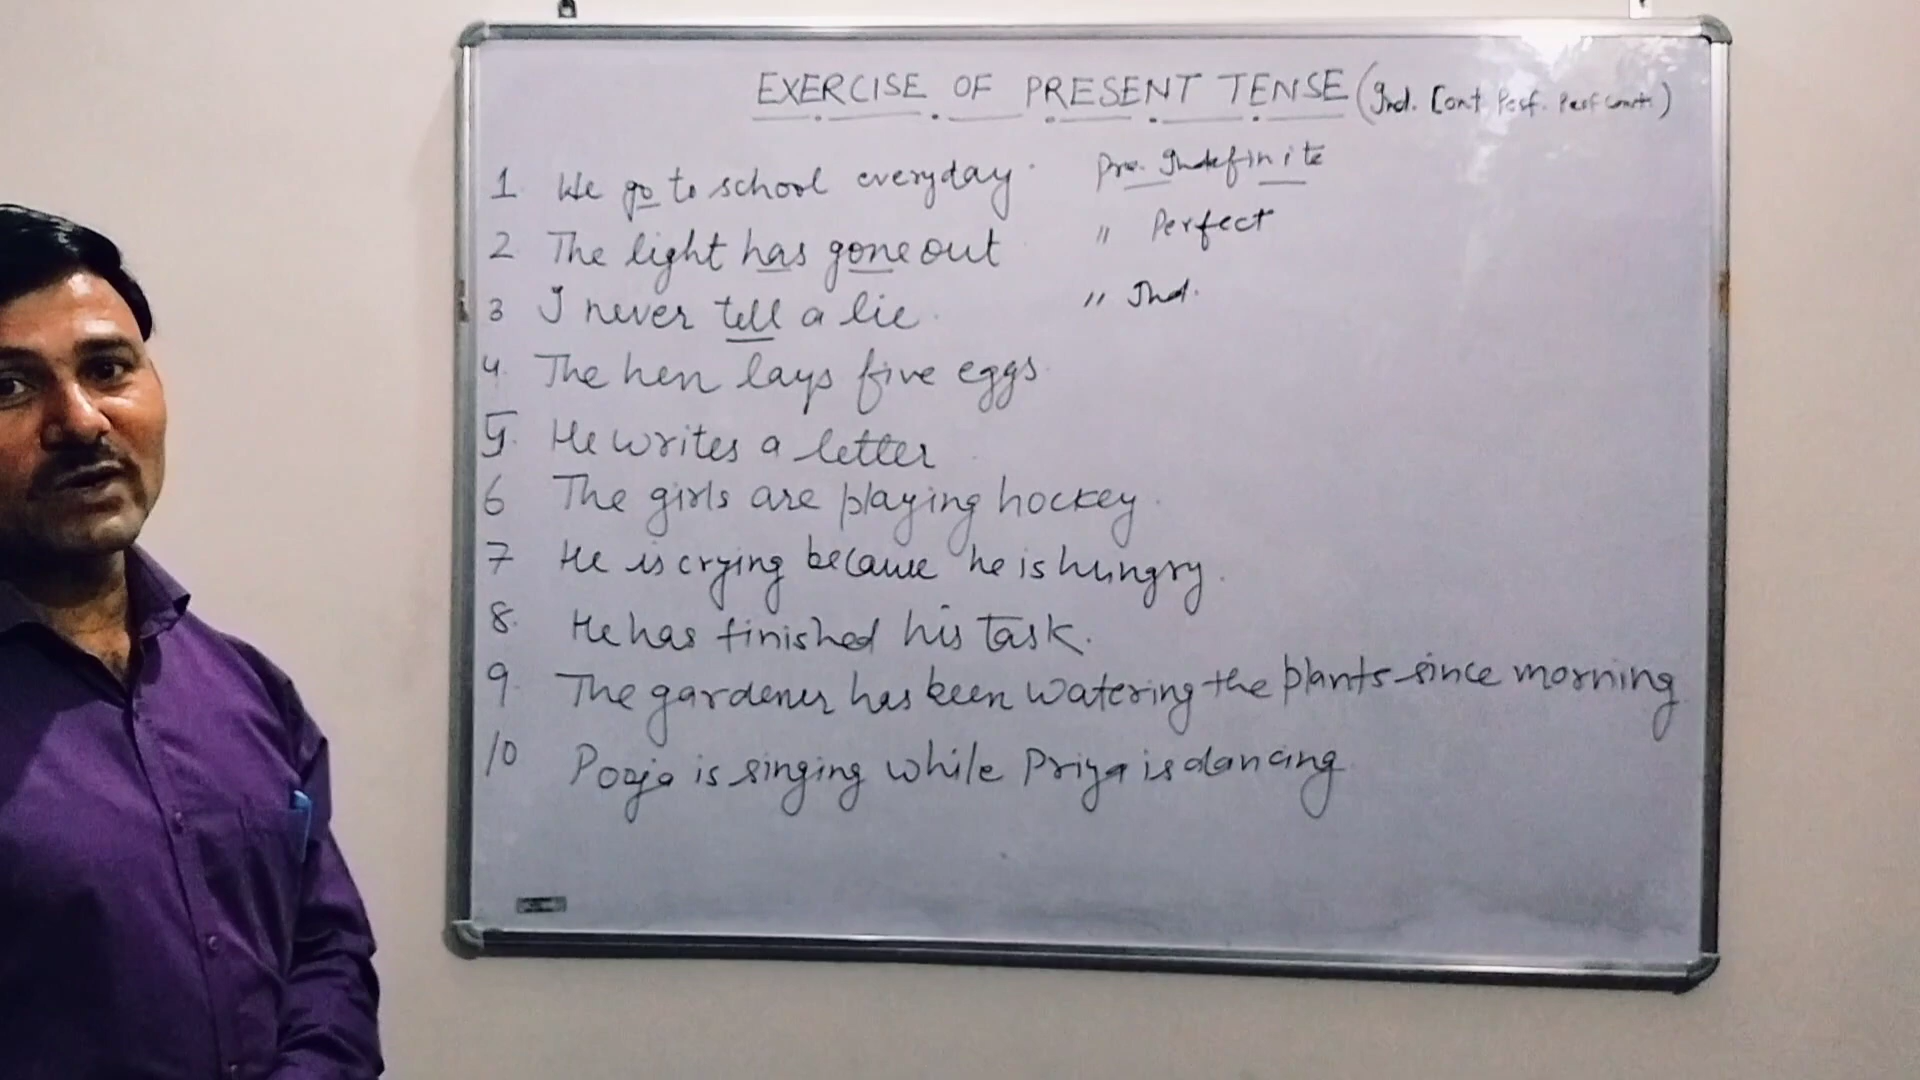 EXERCISE OF PRESENT TENSE (Ind. Cont. Perf. Perf Cont.)
1 We go to school everyday. Pre. Indefinite
2 The light has gone out " Perfect
3 I never tell a lie. " Ind.
4. The hen lays five eggs
5. He writes a letter
6 The girls are playing hockey.
7 He is crying because he is hungry.
8. He has finished his task.
9. The gardener has been watering the plants since morning
10 Pooja is singing while Priya is dancing